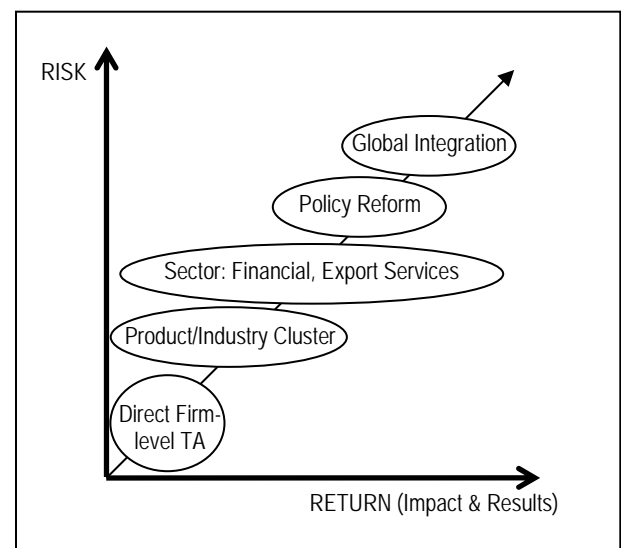 RISK
Global Integration
Policy Reform
Sector: Financial, Export Services
Product/Industry Cluster
Direct Firm-
level TA
RETURN (Impact & Results)